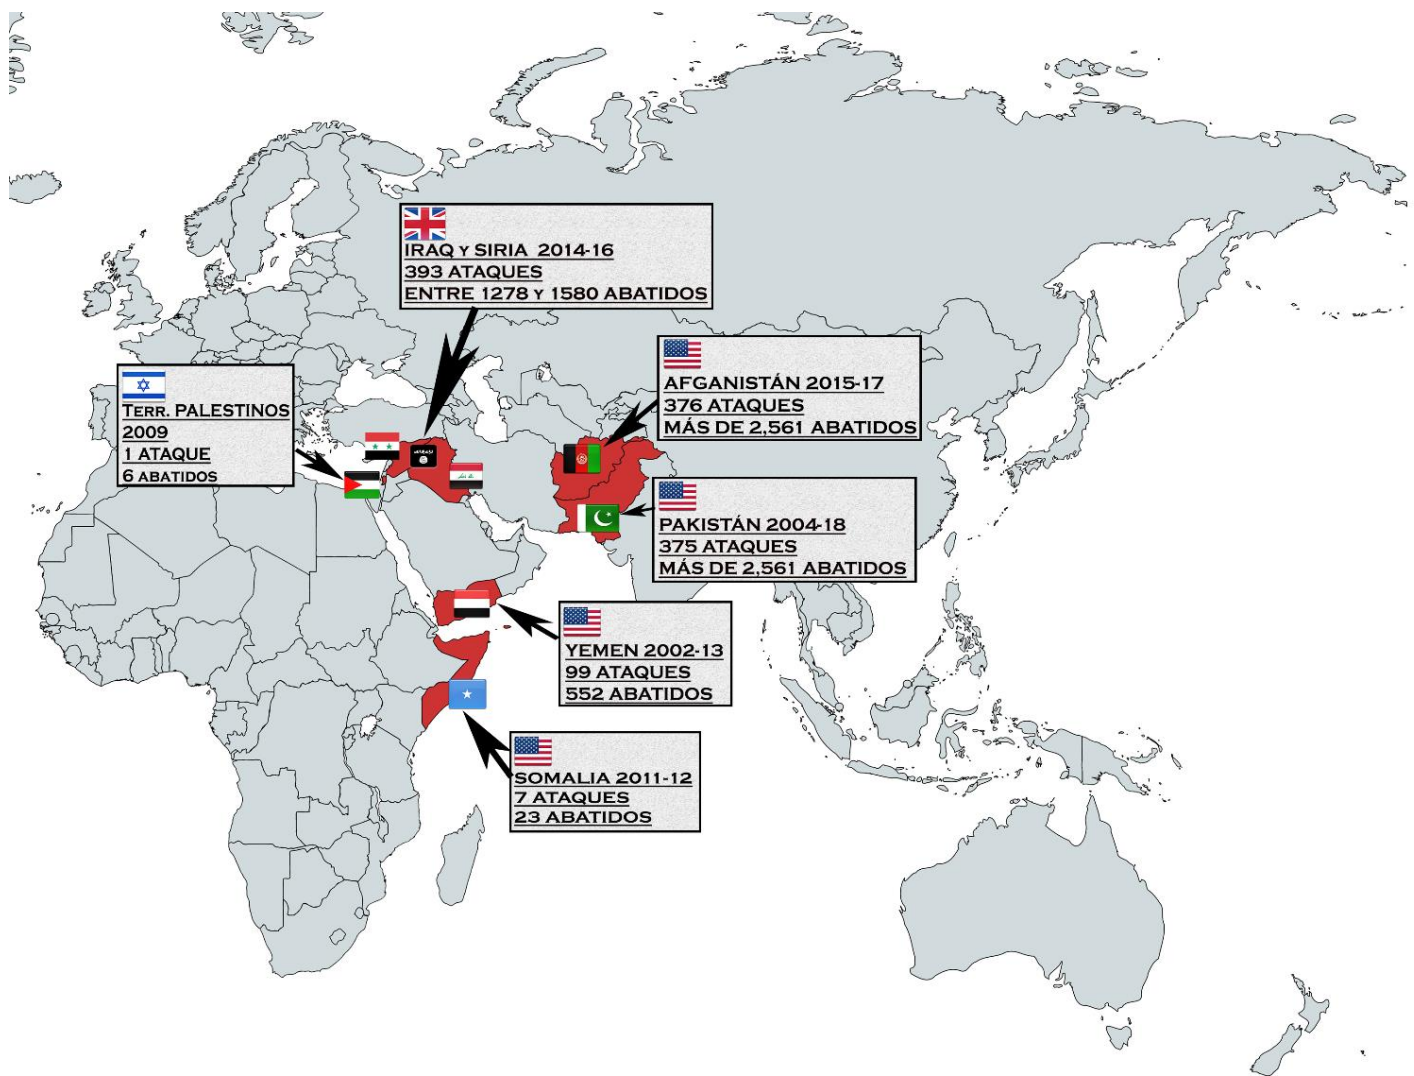 IRAQ Y SIRIA 2014-16
393 ATAQUES
ENTRE 1278 Y 1580 ABATIDOS
AFGANISTÁN 2015-17
376 ATAQUES
MÁS DE 2,561 ABATIDOS
TERR. PALESTINOS
2009
1 ATAQUE
6 ABATIDOS
PAKISTÁN 2004-18
375 ATAQUES
MÁS DE 2,561 ABATIDOS
YEMEN 2002-13
99 ATAQUES
552 ABATIDOS
SOMALIA 2011-12
7 ATAQUES
23 ABATIDOS